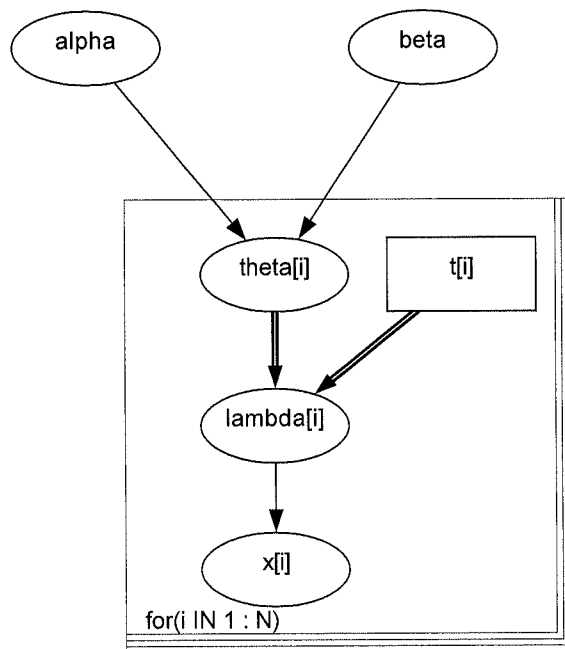 alpha
beta
theta[i]
t[i]
lambda[i]
x[i]
for(i IN 1 : N)